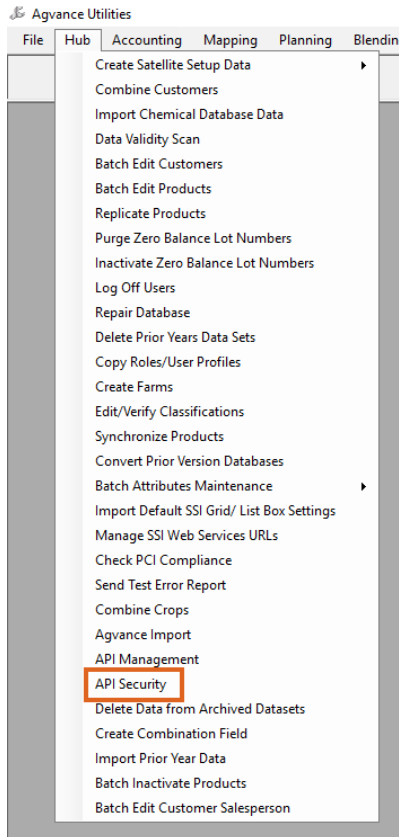 Agvance Utilities
File Hub Accounting Mapping Planning Blendin
Create Satellite Setup Data
Combine Customers
Import Chemical Database Data
Data Validity Scan
Batch Edit Customers
Batch Edit Products
Replicate Products
Purge Zero Balance Lot Numbers
Inactivate Zero Balance Lot Numbers
Log Off Users
Repair Database
Delete Prior Years Data Sets
Copy Roles/User Profiles
Create Farms
Edit/Verify Classifications
Synchronize Products
Convert Prior Version Databases
Batch Attributes Maintenance
Import Default SSI Grid/ List Box Settings
Manage SSI Web Services URLs
Check PCI Compliance
Send Test Error Report
Combine Crops
Agvance Import
API Management
API Security
Delete Data from Archived Datasets
Create Combination Field
Import Prior Year Data
Batch Inactivate Products
Batch Edit Customer Salesperson